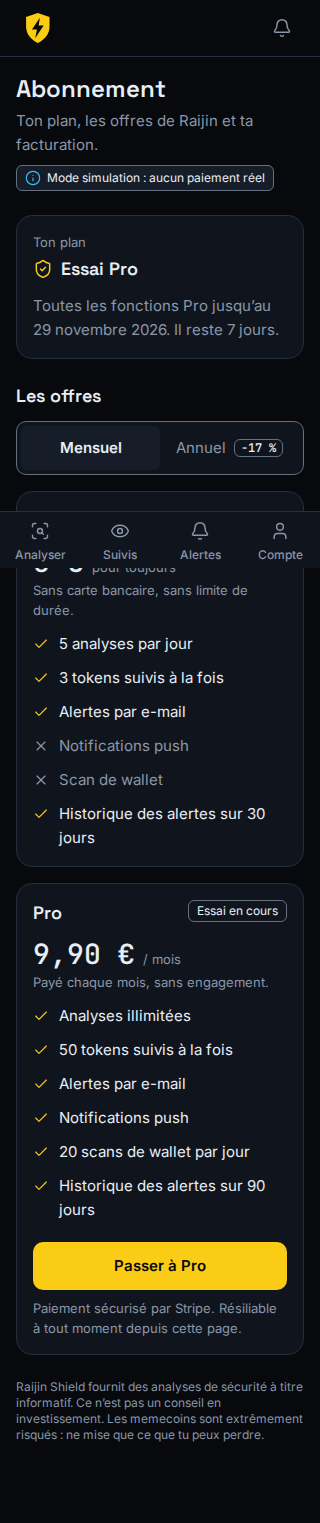 Abonnement
Ton plan, les offres de Raijin et ta
facturation.
Mode simulation : aucun paiement réel
Ton plan
Essai Pro
Toutes les fonctions Pro jusqu’au
29 novembre 2026. Il reste 7 jours.
Les offres
Mensuel
Annuel
-17 %
Analyser
Suivis
Alertes
Compte
pour toujours
Sans carte bancaire, sans limite de
durée.
5 analyses par jour
3 tokens suivis à la fois
Alertes par e-mail
Notifications push
Scan de wallet
Historique des alertes sur 30
jours
Pro
Essai en cours
9,90 € / mois
Payé chaque mois, sans engagement.
Analyses illimitées
50 tokens suivis à la fois
Alertes par e-mail
Notifications push
20 scans de wallet par jour
Historique des alertes sur 90
jours
Passer à Pro
Paiement sécurisé par Stripe. Résiliable
à tout moment depuis cette page.
Raijin Shield fournit des analyses de sécurité à titre
informatif. Ce n’est pas un conseil en
investissement. Les memecoins sont extrêmement
risqués : ne mise que ce que tu peux perdre.